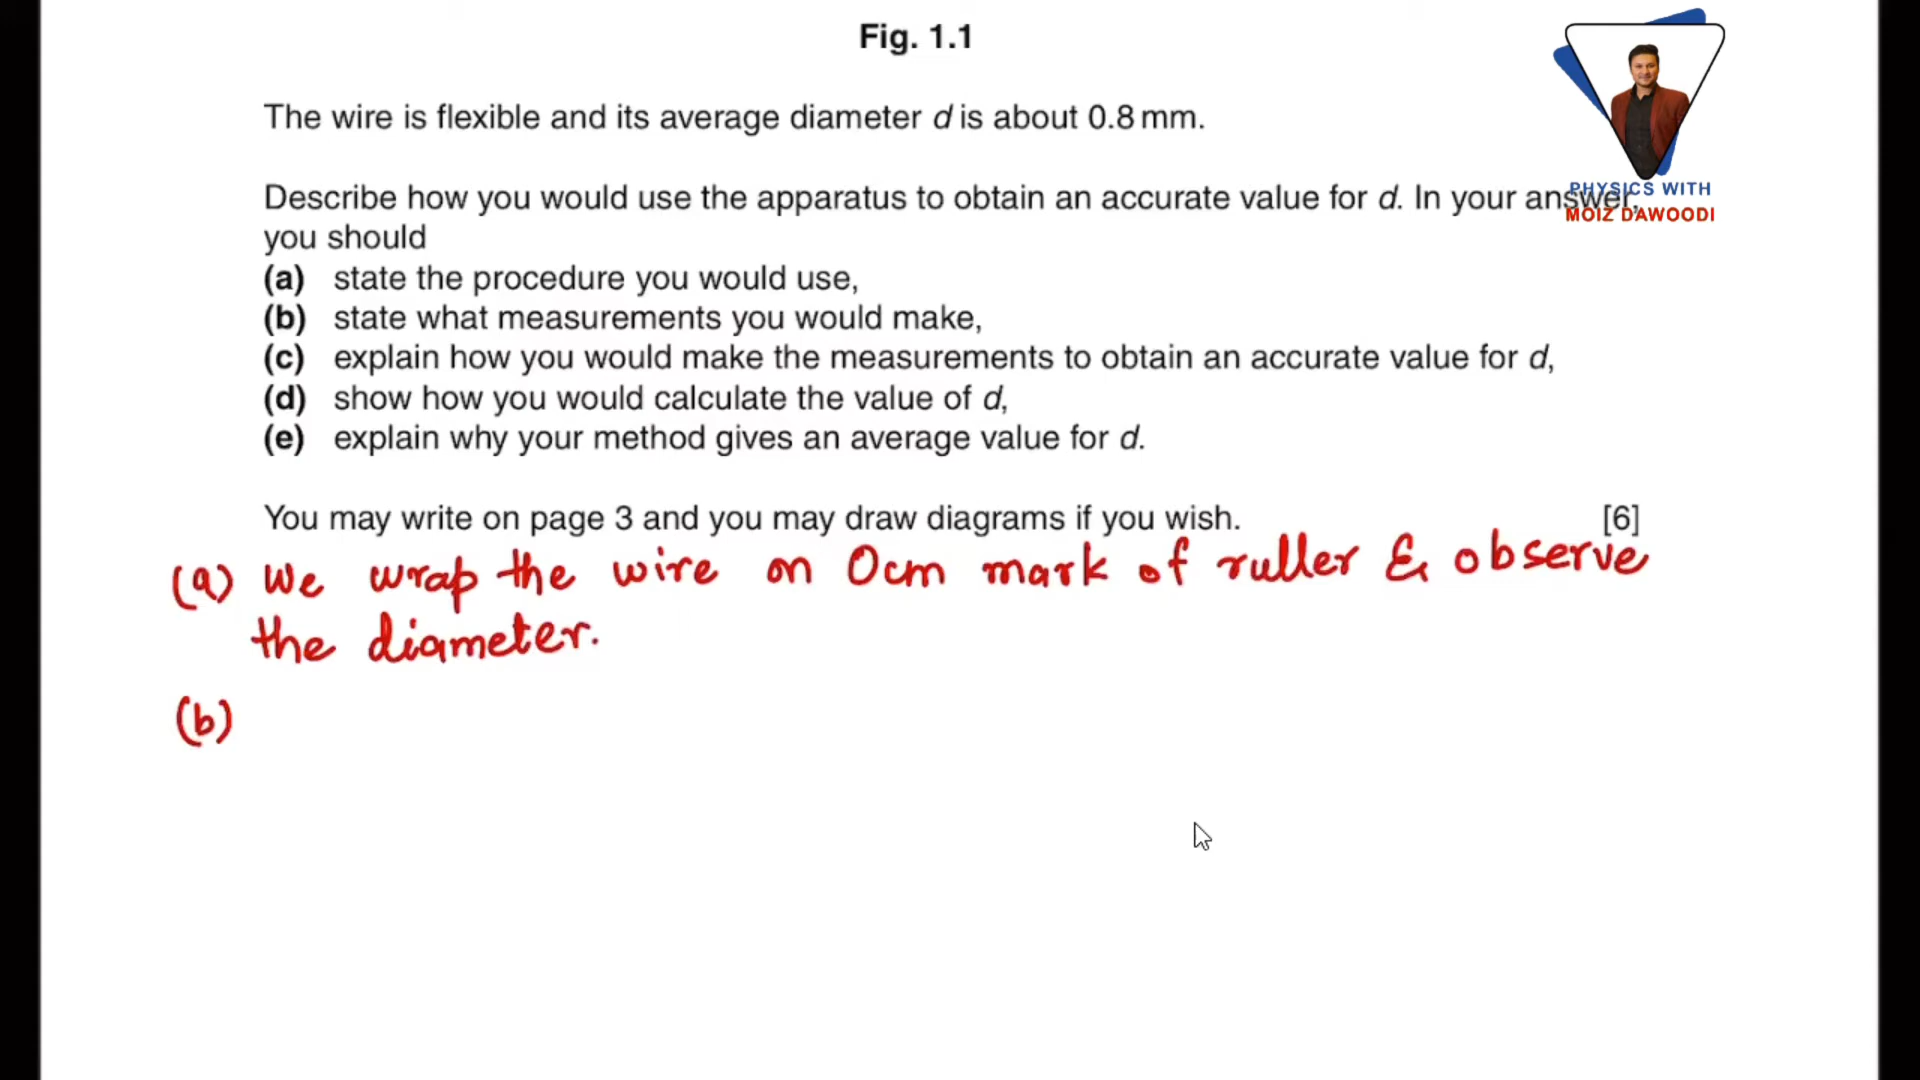 Fig. 1.1
The wire is flexible and its average diameter d is about 0.8 mm.
Describe how you would use the apparatus to obtain an accurate value for d. In your answer,
you should
(a) state the procedure you would use,
(b) state what measurements you would make,
(c) explain how you would make the measurements to obtain an accurate value for d,
(d) show how you would calculate the value of d,
(e) explain why your method gives an average value for d.
You may write on page 3 and you may draw diagrams if you wish. [6]
PHYSICS WITH
MOIZ DAWOODI
(a) We wrap the wire on 0cm mark of ruller & observe
the diameter.
(b)